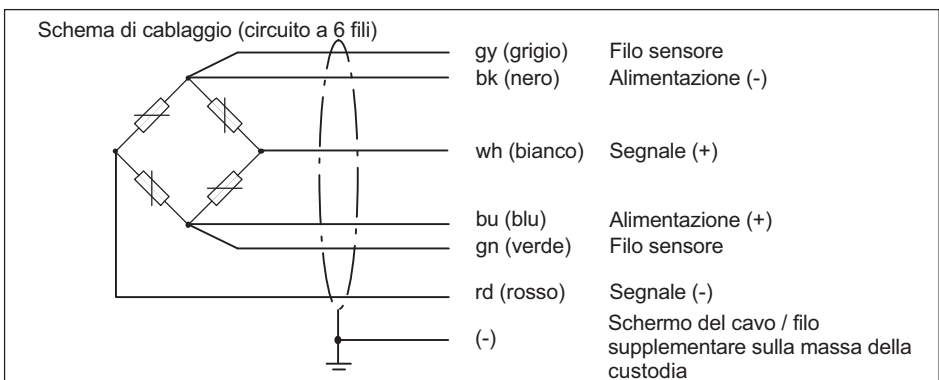 Schema di cablaggio (circuito a 6 fili)
gy (grigio) Filo sensore
bk (nero) Alimentazione (-)
wh (bianco) Segnale (+)
bu (blu) Alimentazione (+)
gn (verde) Filo sensore
rd (rosso) Segnale (-)
(-) Schermo del cavo / filo
supplementare sulla massa della
custodia